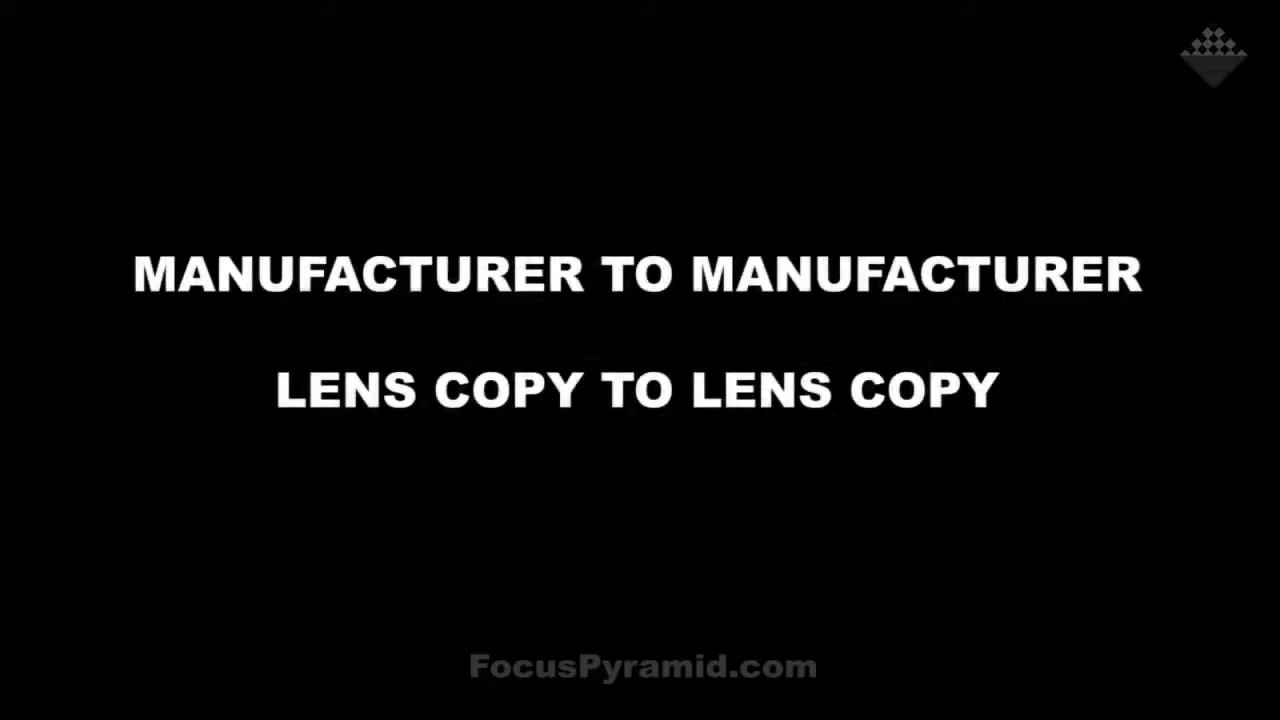 MANUFACTURER TO MANUFACTURER
LENS COPY TO LENS COPY
FocusPyramid.com